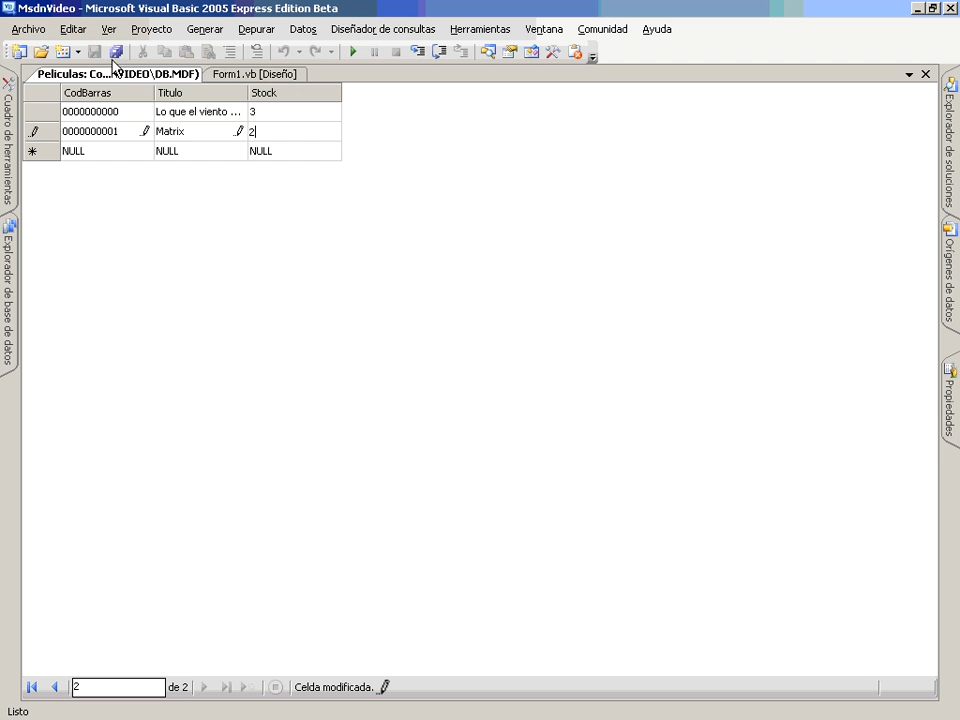 MsdnVideo - Microsoft Visual Basic 2005 Express Edition Beta
Archivo Editar Ver Proyecto Generar Depurar Datos Diseñador de consultas Herramientas Ventana Comunidad Ayuda
Peliculas: Co...VIDEO\DB.MDF) Form1.vb [Diseño]
CodBarras Titulo Stock
0000000000 Lo que el viento ... 3
0000000001 Matrix 2
NULL NULL NULL
Cuadro de herramientas
Explorador de base de datos
Explorador de soluciones
Orígenes de datos
Propiedades
2 de 2 Celda modificada.
Listo